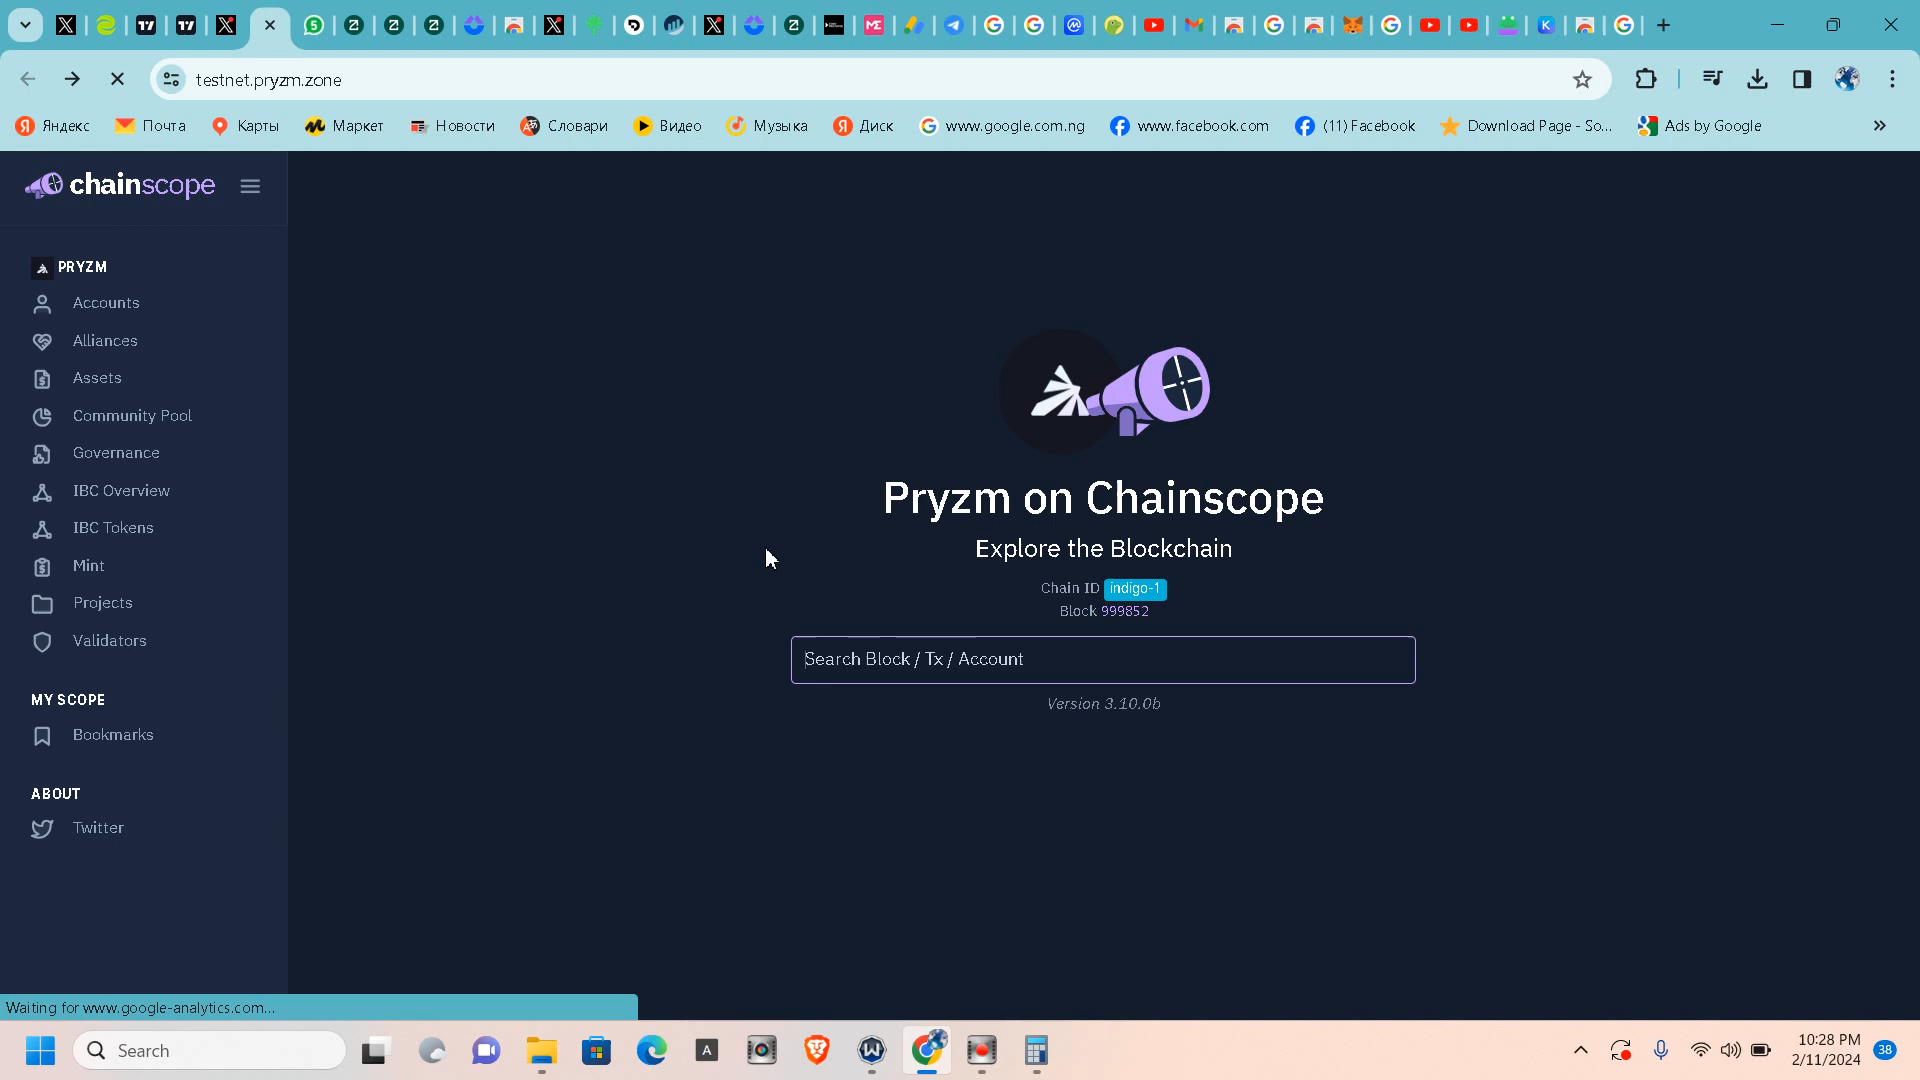 testnet.pryzm.zone
Яндекс
Почта
Карты
Маркет
Новости
Словари
Видео
Музыка
Диск
www.google.com.ng
www.facebook.com
(11) Facebook
Download Page - So...
Ads by Google
chainscope
PRYZM
Accounts
Alliances
Assets
Community Pool
Governance
IBC Overview
IBC Tokens
Mint
Projects
Validators
MY SCOPE
Bookmarks
ABOUT
Twitter
Pryzm on Chainscope
Explore the Blockchain
Chain ID indigo-1
Block 999852
Search Block / Tx / Account
Version 3.10.0b
Waiting for www.google-analytics.com...
Search
10:28 PM
2/11/2024
38